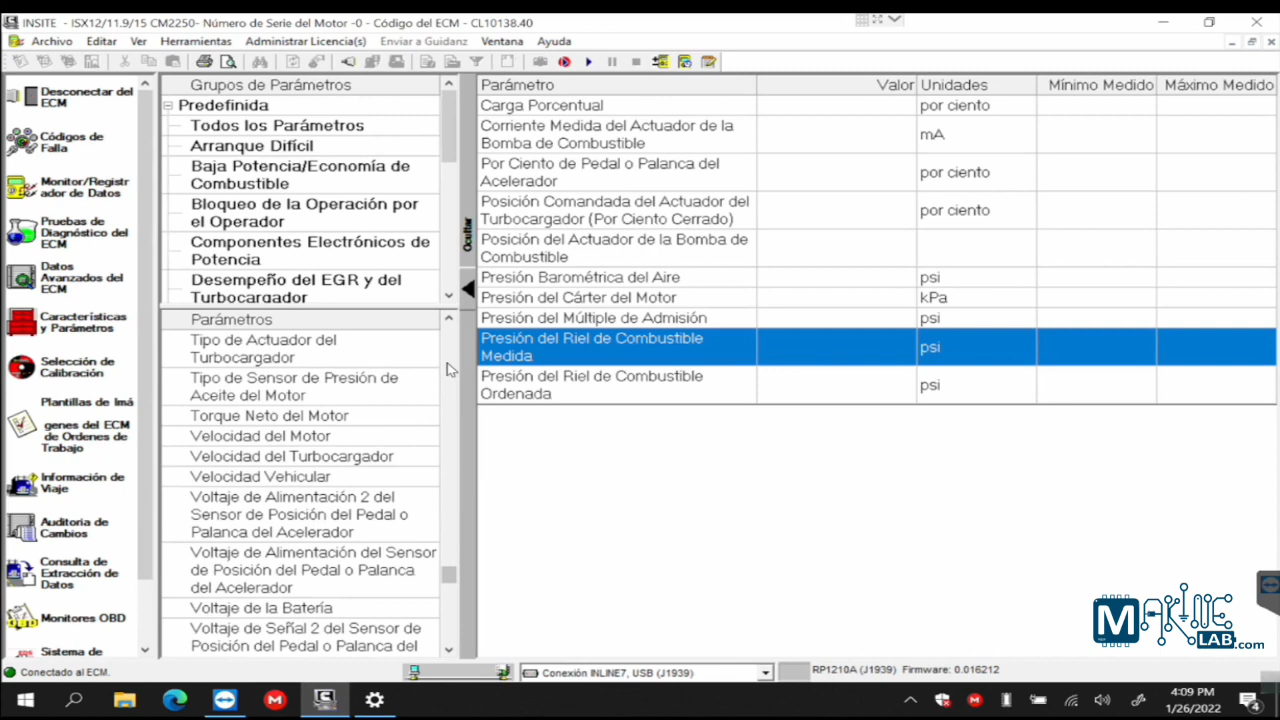 INSITE - ISX12/11.9/15 CM2250- Número de Serie del Motor -0 - Código del ECM - CL10138.40
Archivo Editar Ver Herramientas Administrar Licencia(s) Enviar a Guidanz Ventana Ayuda
Desconectar del
ECM
Códigos de
Falla
Monitor/Registr
ador de Datos
Pruebas de
Diagnóstico del
ECM
Datos
Avanzados del
ECM
Características
y Parámetros
Selección de
Calibración
Plantillas de Imá
genes del ECM
de Ordenes de
Trabajo
Información de
Viaje
Auditoria de
Cambios
Consulta de
Extracción de
Datos
Monitores OBD
Sistema de
Grupos de Parámetros
Predefinida
Todos los Parámetros
Arranque Difícil
Baja Potencia/Economía de
Combustible
Bloqueo de la Operación por
el Operador
Componentes Electrónicos de
Potencia
Desempeño del EGR y del
Turbocargador
Parámetros
Tipo de Actuador del
Turbocargador
Tipo de Sensor de Presión de
Aceite del Motor
Torque Neto del Motor
Velocidad del Motor
Velocidad del Turbocargador
Velocidad Vehicular
Voltaje de Alimentación 2 del
Sensor de Posición del Pedal o
Palanca del Acelerador
Voltaje de Alimentación del Sensor
de Posición del Pedal o Palanca
del Acelerador
Voltaje de la Batería
Voltaje de Señal 2 del Sensor de
Posición del Pedal o Palanca del
Ocultar
Parámetro Valor Unidades Mínimo Medido Máximo Medido
Carga Porcentual por ciento
Corriente Medida del Actuador de la
Bomba de Combustible mA
Por Ciento de Pedal o Palanca del
Acelerador por ciento
Posición Comandada del Actuador del
Turbocargador (Por Ciento Cerrado) por ciento
Posición del Actuador de la Bomba de
Combustible
Presión Barométrica del Aire psi
Presión del Cárter del Motor kPa
Presión del Múltiple de Admisión psi
Presión del Riel de Combustible
Medida psi
Presión del Riel de Combustible
Ordenada psi
MARINE
LAB.com
Conectado al ECM. Conexión INLINE7, USB (J1939) RP1210A (J1939) Firmware: 0.016212
4:09 PM
1/26/2022
4